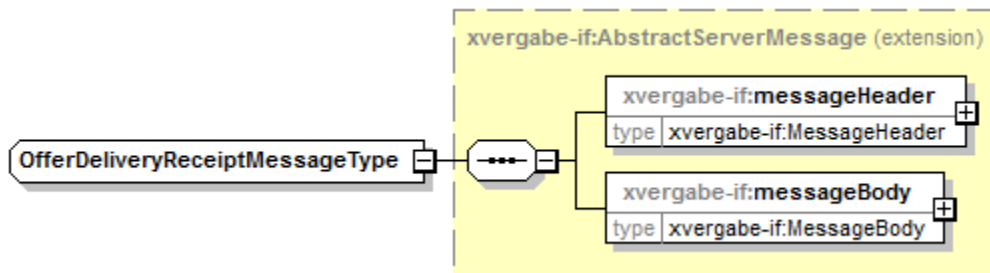 xvergabe-if:AbstractServerMessage (extension)
xvergabe-if:messageHeader
type xvergabe-if:MessageHeader
OfferDeliveryReceiptMessageType
xvergabe-if:messageBody
type xvergabe-if:MessageBody